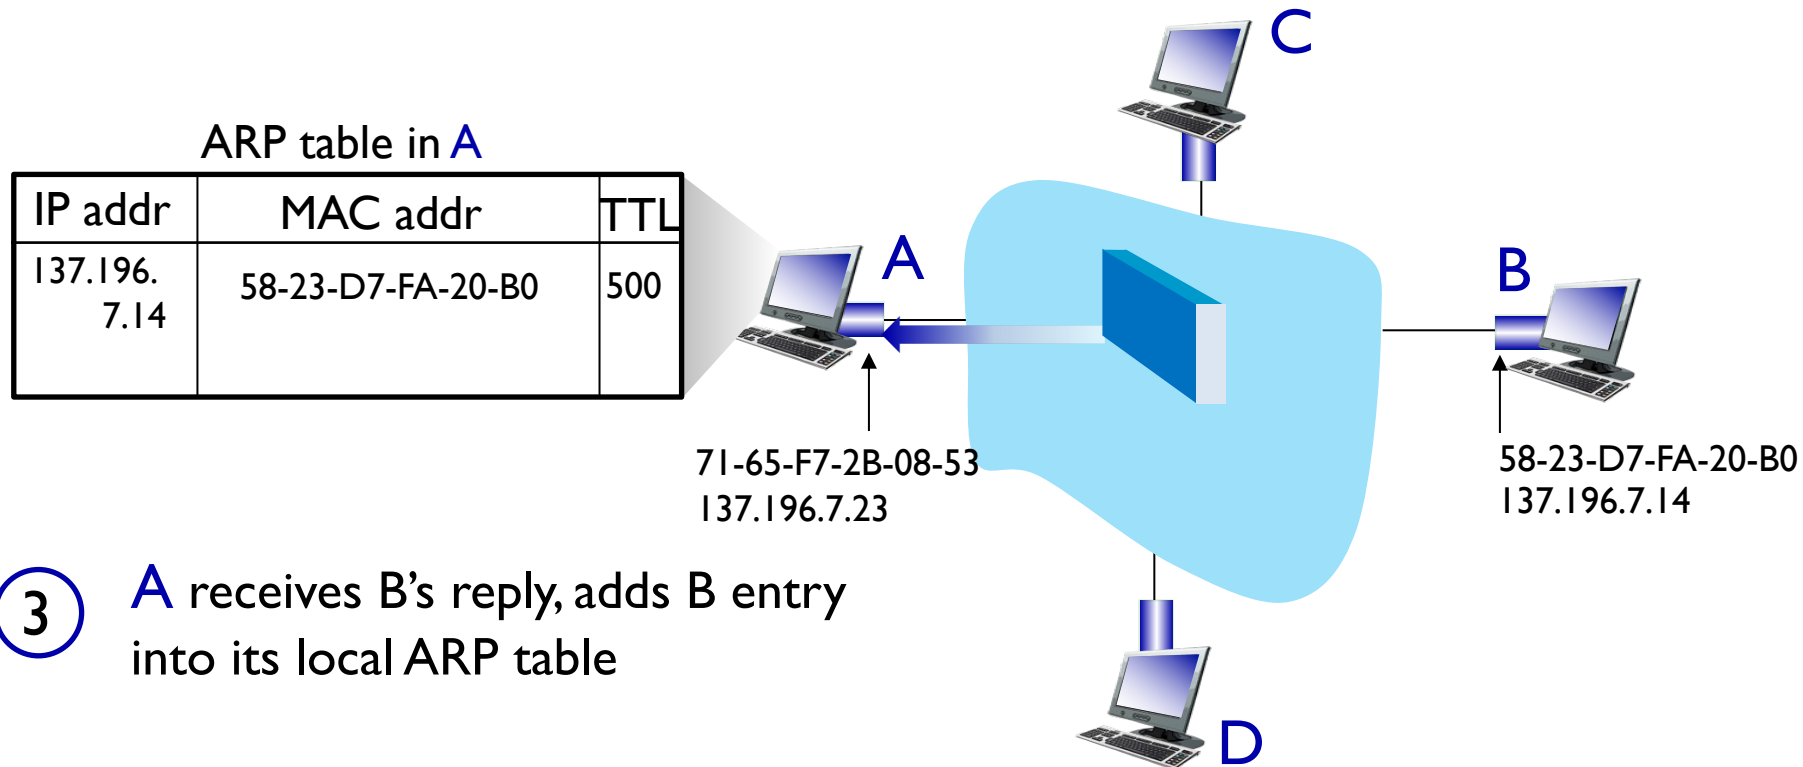 C
ARP table in A
IP addr MAC addr TTL
137.196.
7.14
58-23-D7-FA-20-B0 500
A
B
71-65-F7-2B-08-53
137.196.7.23
58-23-D7-FA-20-B0
137.196.7.14
3
A receives B’s reply, adds B entry
into its local ARP table
D